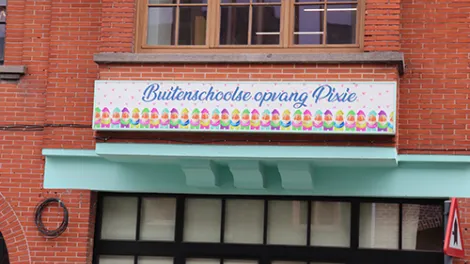 Buitenschoolse opvang Pixie